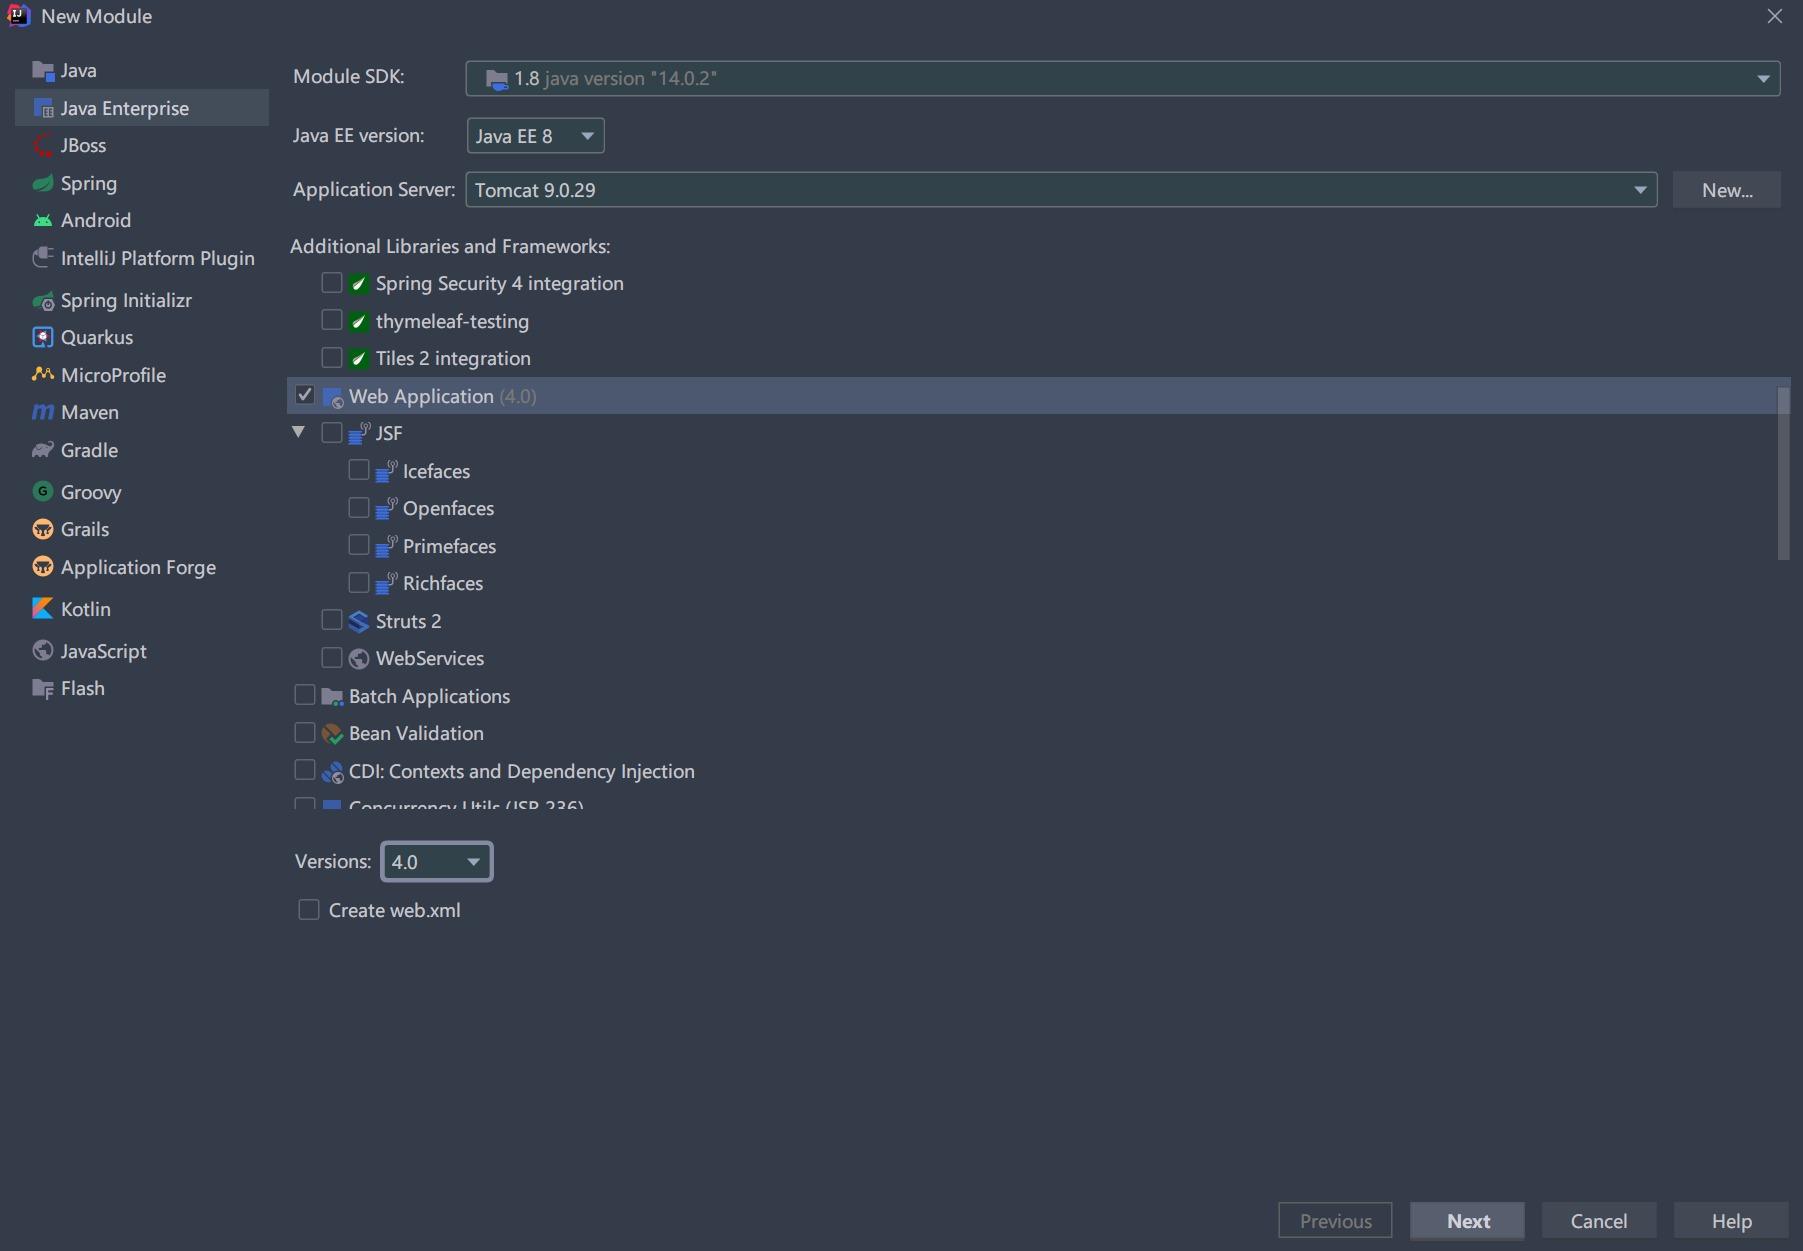 New Module
Java
Java Enterprise
JBoss
Spring
Android
IntelliJ Platform Plugin
Spring Initializr
Quarkus
MicroProfile
Maven
Gradle
Groovy
Grails
Application Forge
Kotlin
JavaScript
Flash
Module SDK: 1.8 java version "14.0.2"
Java EE version: Java EE 8
Application Server: Tomcat 9.0.29 New...
Additional Libraries and Frameworks:
Spring Security 4 integration
thymeleaf-testing
Tiles 2 integration
Web Application (4.0)
JSF
Icefaces
Openfaces
Primefaces
Richfaces
Struts 2
WebServices
Batch Applications
Bean Validation
CDI: Contexts and Dependency Injection
Concurrency Utils (JSR 236)
Versions: 4.0
Create web.xml
Previous Next Cancel Help